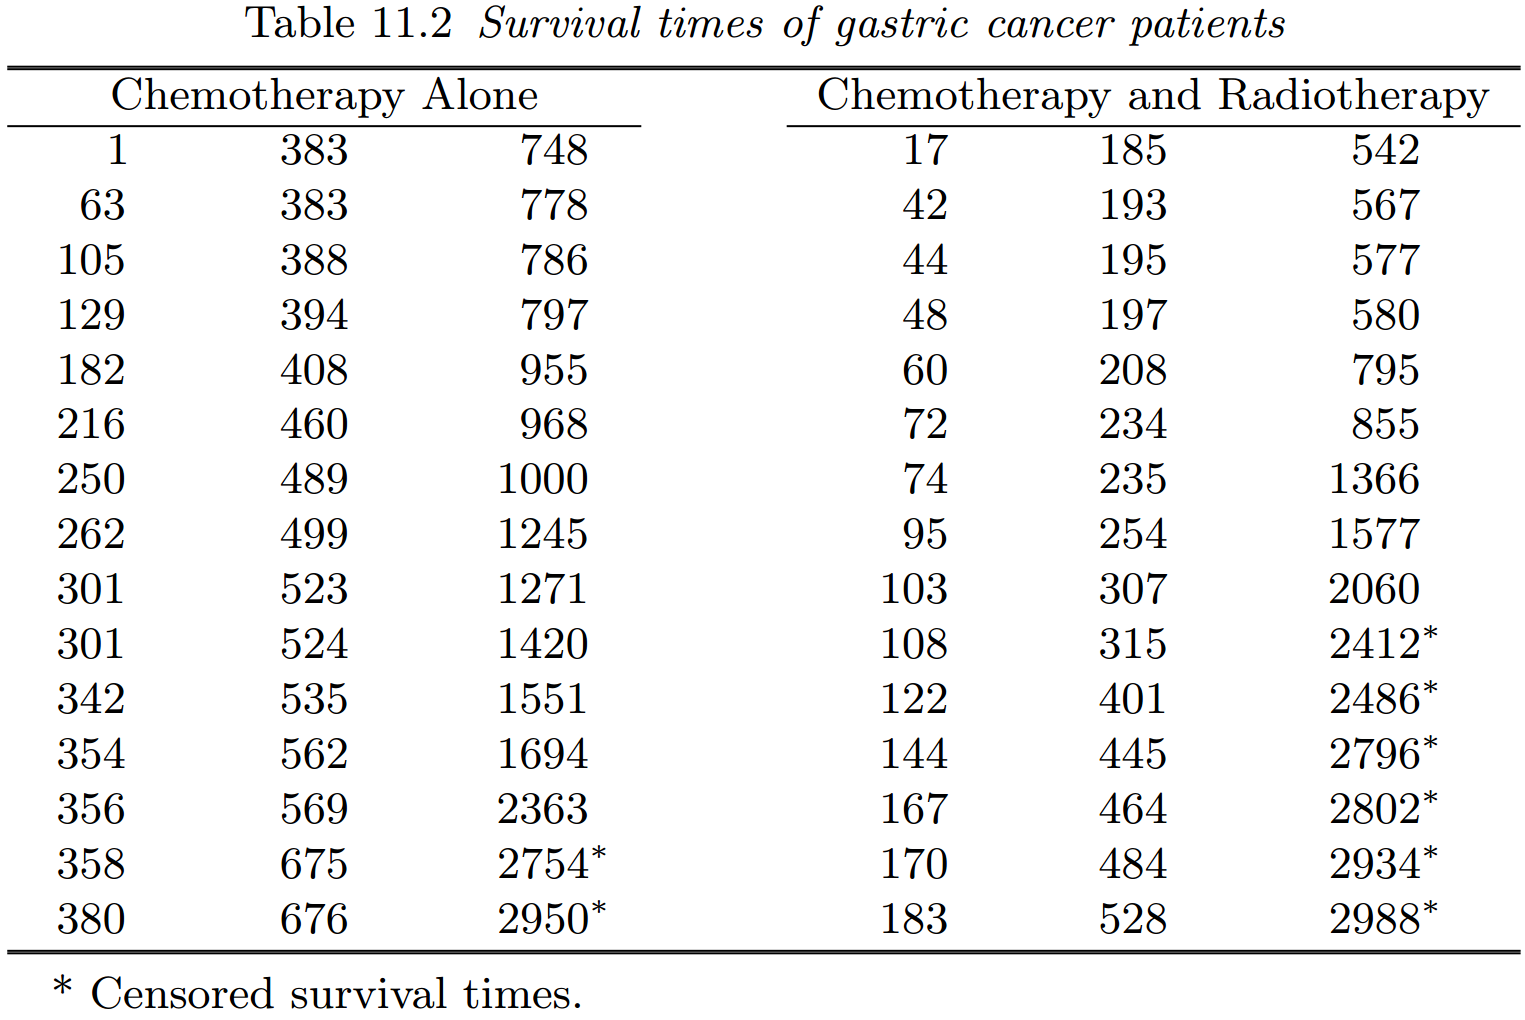 Table 11.2 Survival times of gastric cancer patients
Chemotherapy Alone Chemotherapy and Radiotherapy
1 383 748 17 185 542
63 383 778 42 193 567
105 388 786 44 195 577
129 394 797 48 197 580
182 408 955 60 208 795
216 460 968 72 234 855
250 489 1000 74 235 1366
262 499 1245 95 254 1577
301 523 1271 103 307 2060
301 524 1420 108 315 2412*
342 535 1551 122 401 2486*
354 562 1694 144 445 2796*
356 569 2363 167 464 2802*
358 675 2754* 170 484 2934*
380 676 2950* 183 528 2988*
* Censored survival times.